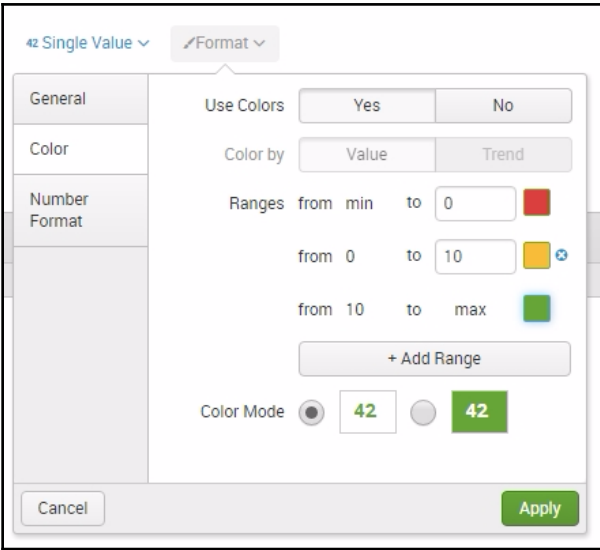 42 Single Value
Format
General
Color
Number
Format
Use Colors Yes No
Color by Value Trend
Ranges from min to 0
from 0 to 10
from 10 to max
+ Add Range
Color Mode 42 42
Cancel Apply